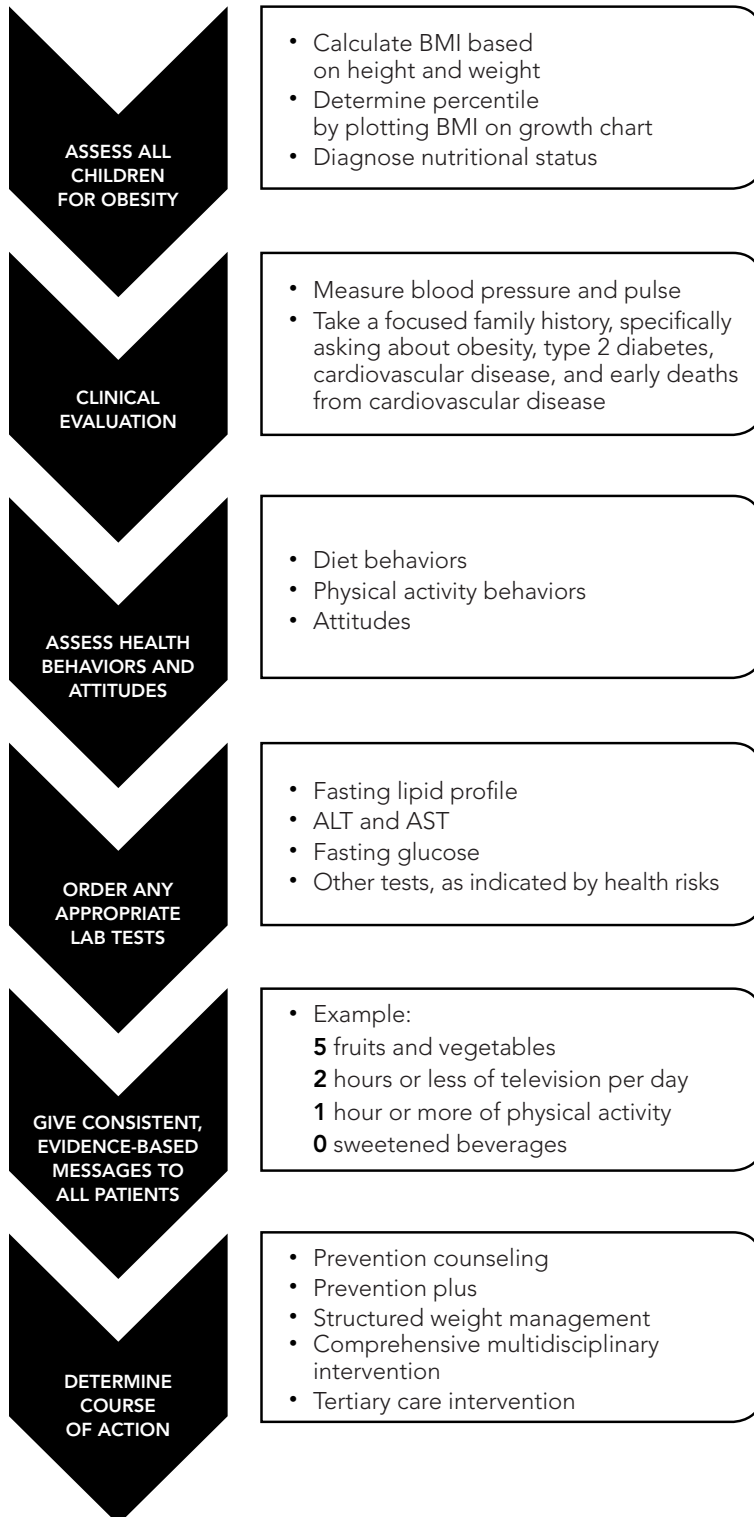 ASSESS ALL
CHILDREN
FOR OBESITY
• Calculate BMI based
on height and weight
• Determine percentile
by plotting BMI on growth chart
• Diagnose nutritional status
CLINICAL
EVALUATION
• Measure blood pressure and pulse
• Take a focused family history, specifically
asking about obesity, type 2 diabetes,
cardiovascular disease, and early deaths
from cardiovascular disease
ASSESS HEALTH
BEHAVIORS AND
ATTITUDES
• Diet behaviors
• Physical activity behaviors
• Attitudes
ORDER ANY
APPROPRIATE
LAB TESTS
• Fasting lipid profile
• ALT and AST
• Fasting glucose
• Other tests, as indicated by health risks
GIVE CONSISTENT,
EVIDENCE-BASED
MESSAGES TO
ALL PATIENTS
• Example:
5 fruits and vegetables
2 hours or less of television per day
1 hour or more of physical activity
0 sweetened beverages
DETERMINE
COURSE
OF ACTION
• Prevention counseling
• Prevention plus
• Structured weight management
• Comprehensive multidisciplinary
intervention
• Tertiary care intervention